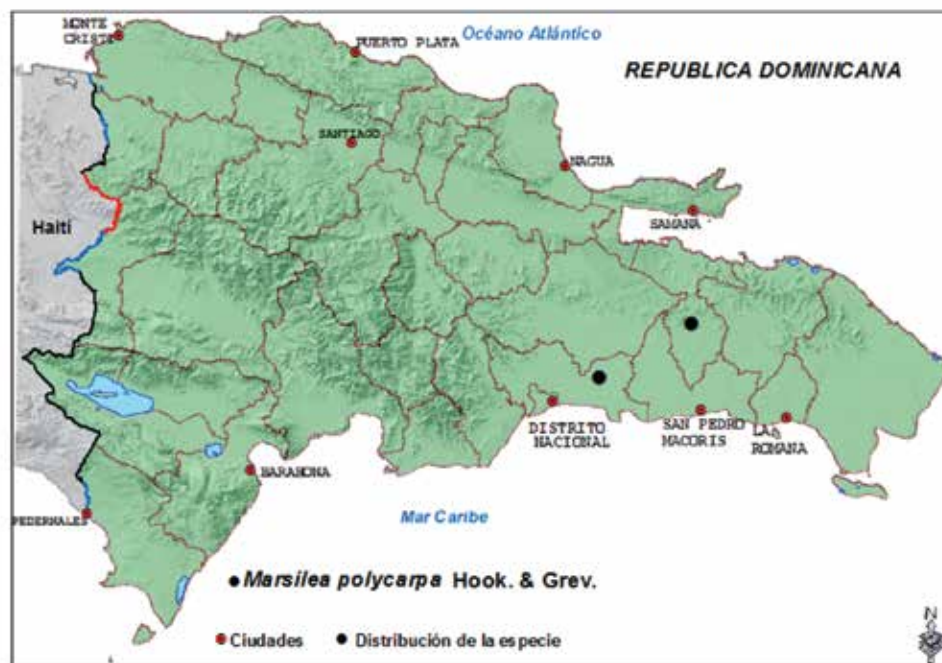 MONTE
CRISTI
PUERTO PLATA
Océano Atlántico
REPUBLICA DOMINICANA
SANTIAGO
NAGUA
SAMANA
Haití
DISTRITO
NACIONAL
SAN PEDRO
MACORIS
LA
ROMANA
BARAHONA
PEDERNALES
Mar Caribe
Marsilea polycarpa Hook. & Grev.
Ciudades
Distribución de la especie
N